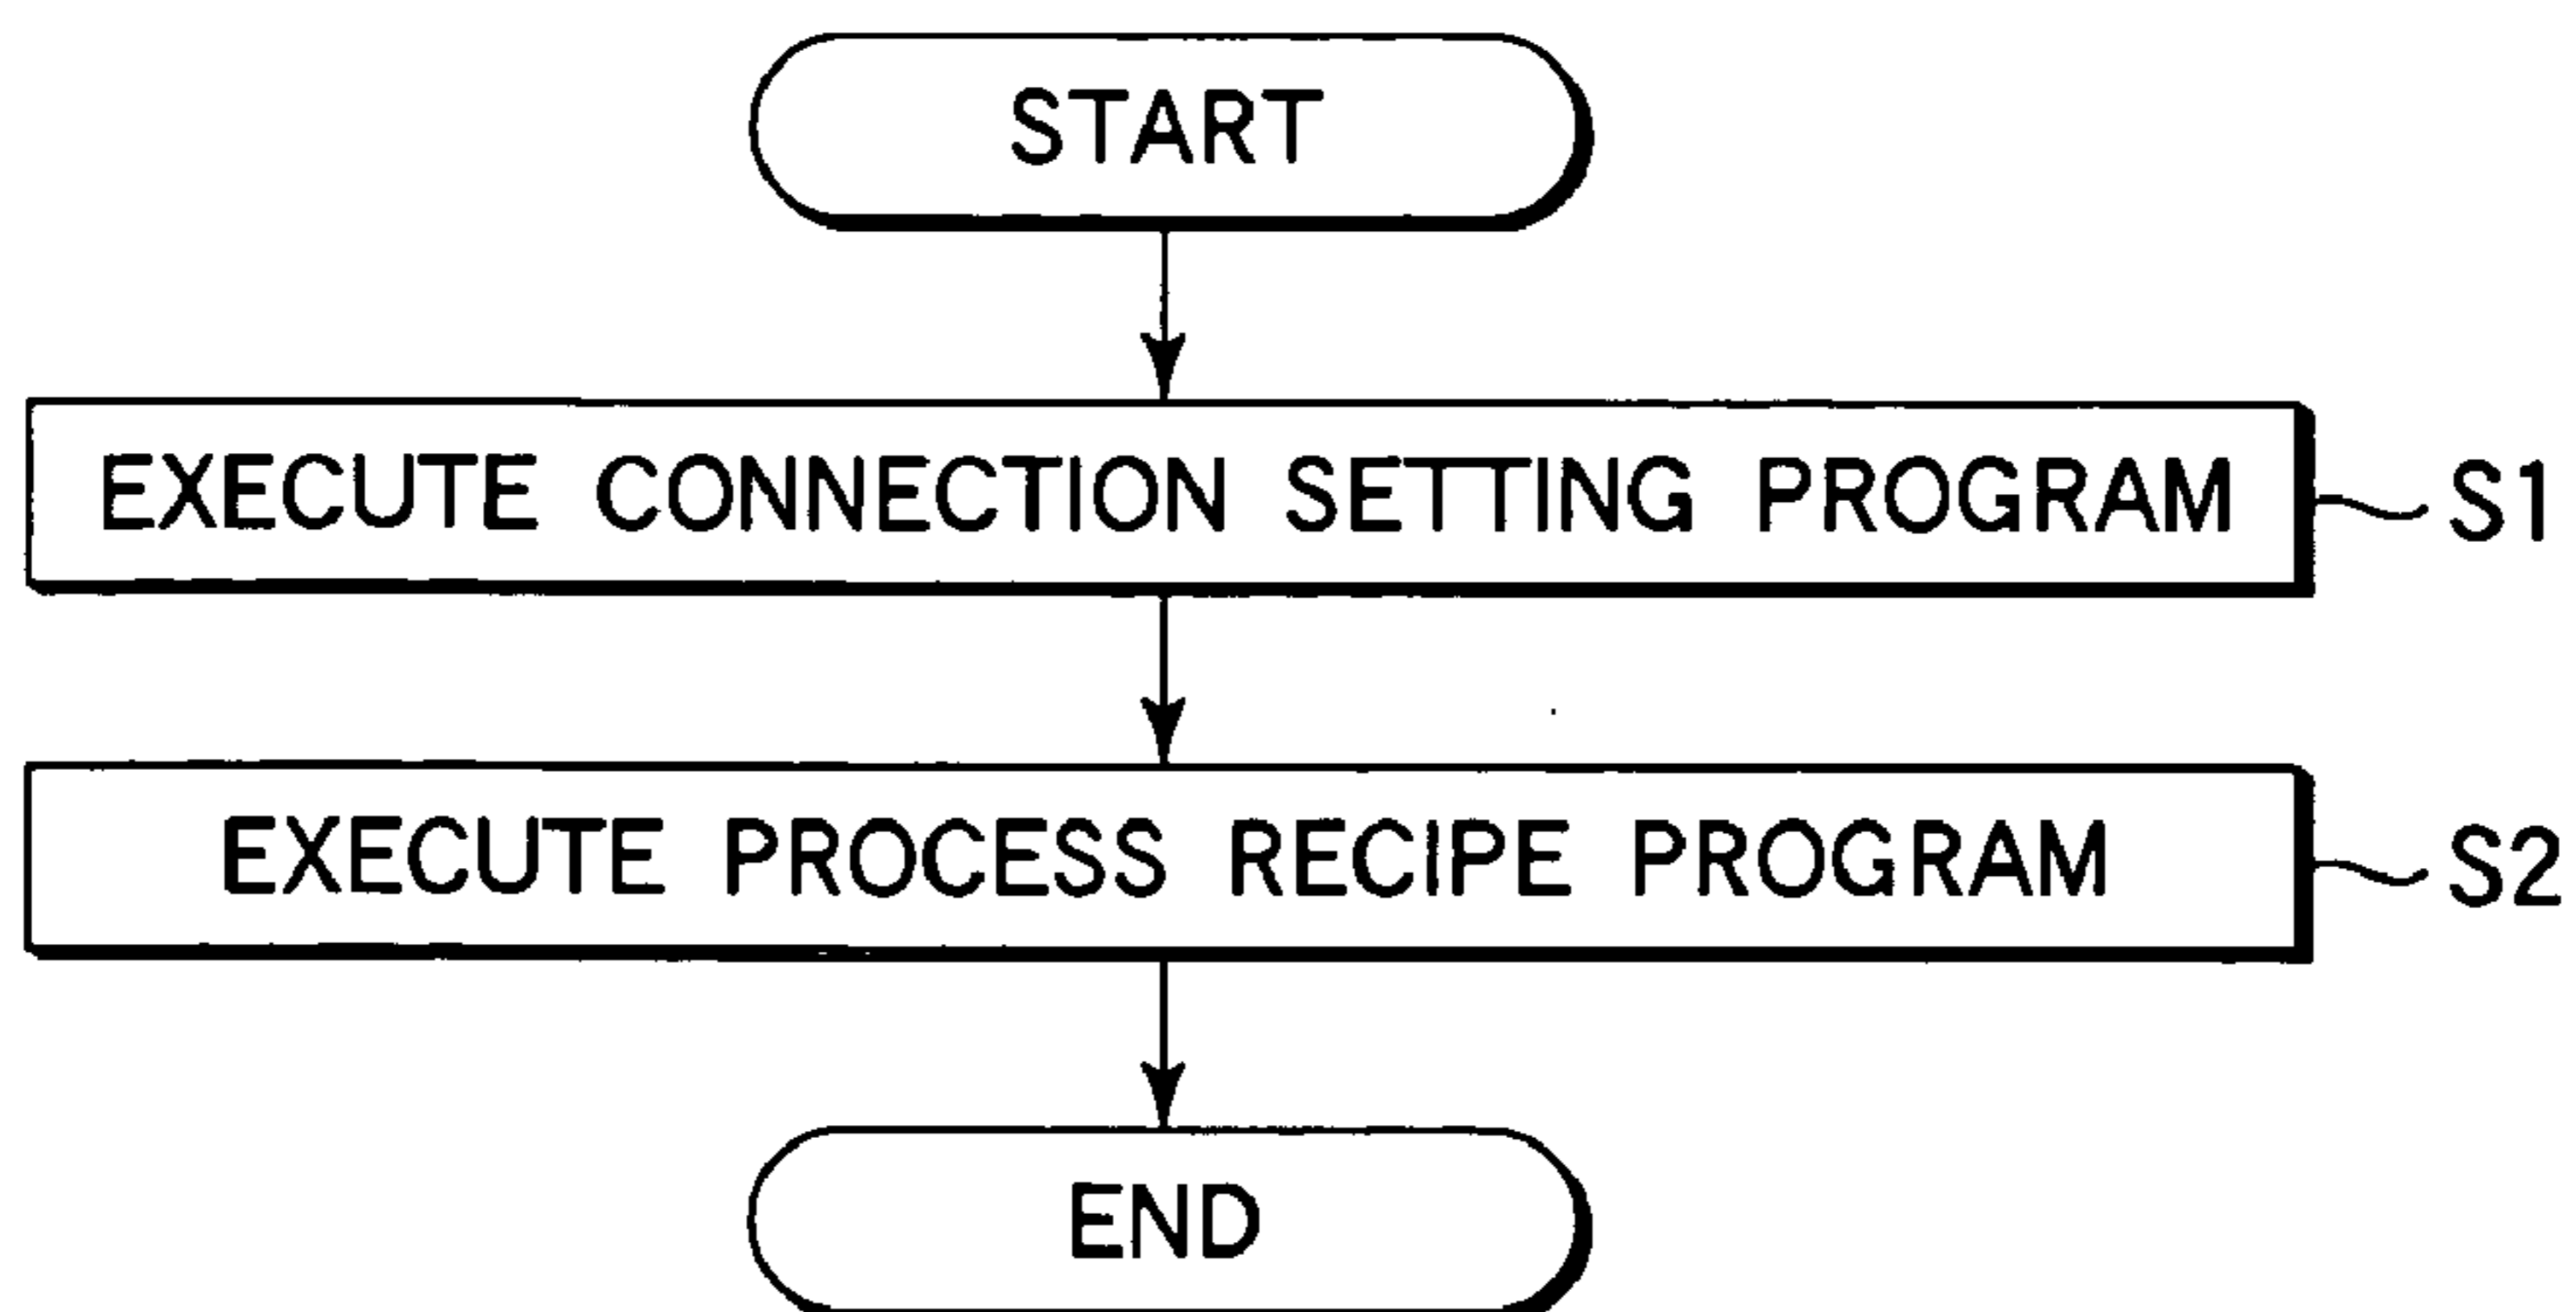 START
EXECUTE CONNECTION SETTING PROGRAM S1
EXECUTE PROCESS RECIPE PROGRAM S2
END